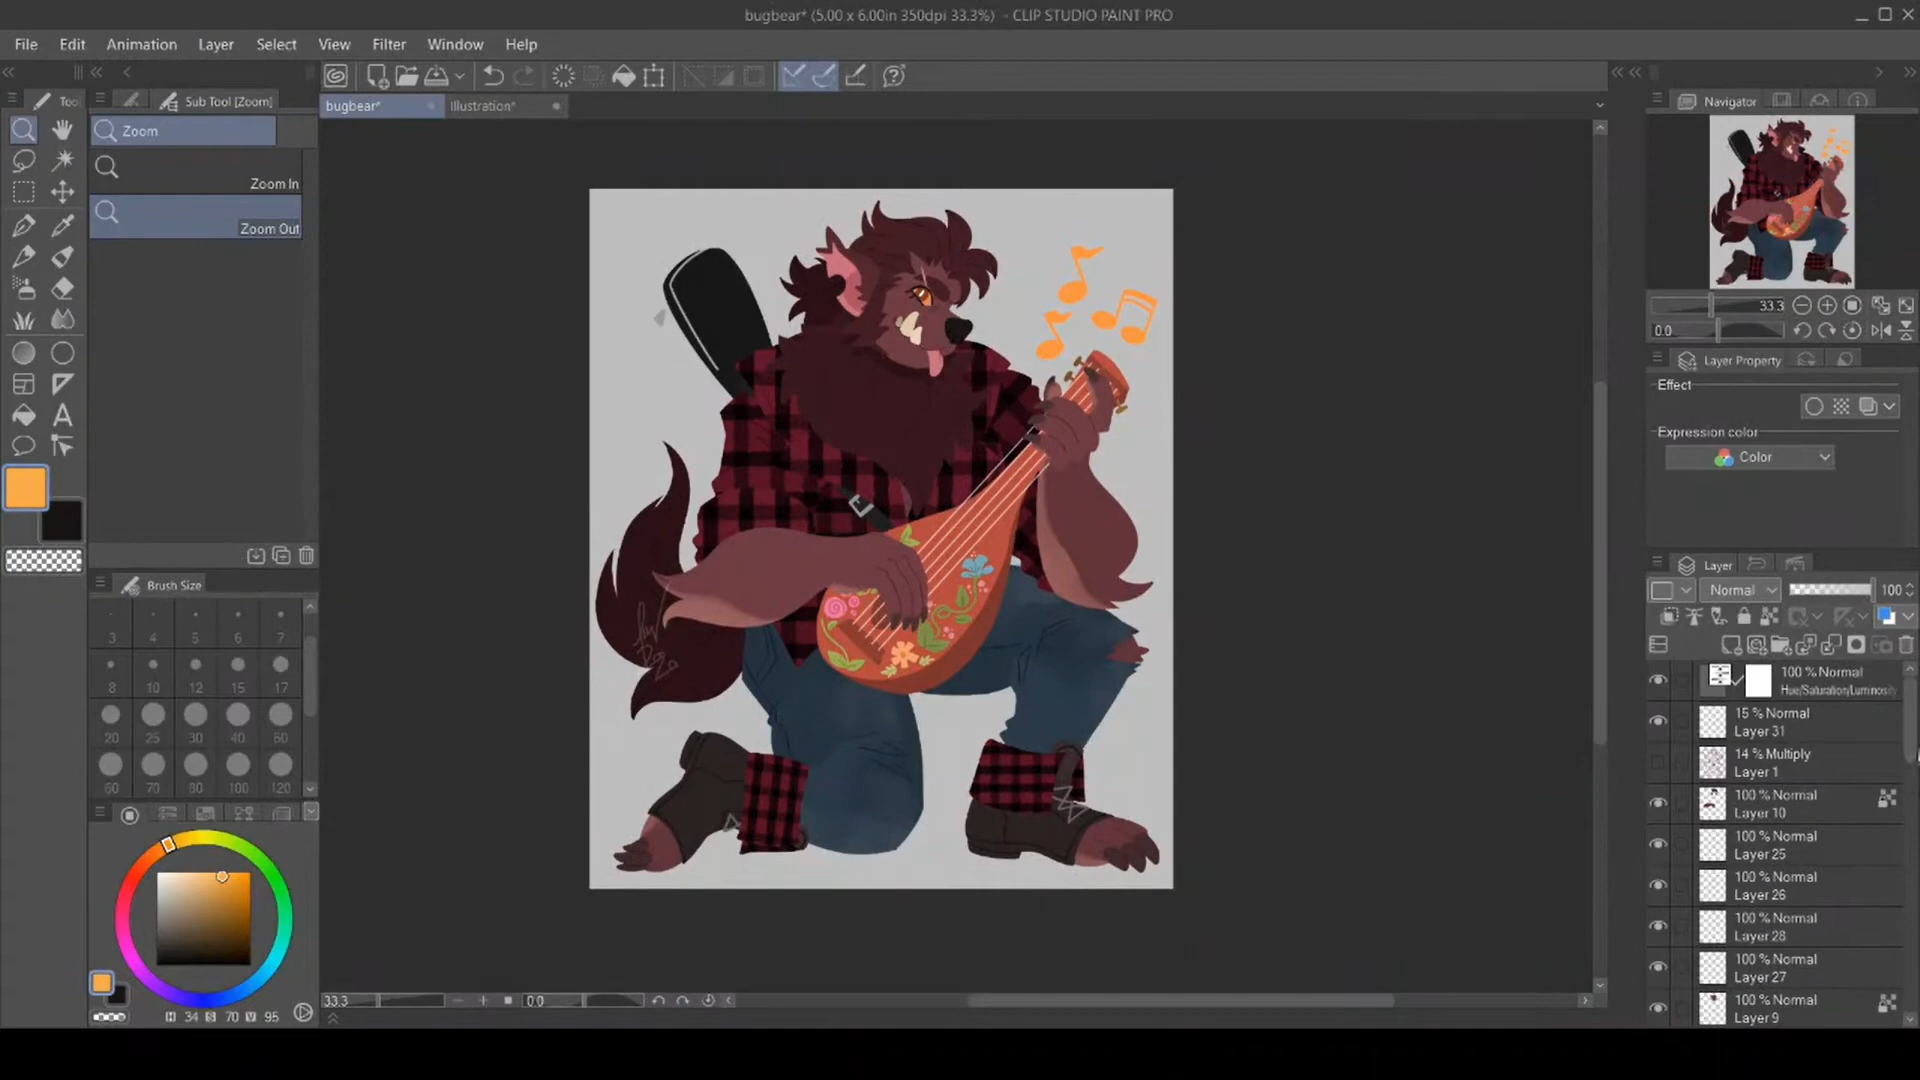 bugbear* (5.00 x 6.00in 350dpi 33.3%) - CLIP STUDIO PAINT PRO
File Edit Animation Layer Select View Filter Window Help
Too Sub Tool [Zoom] Navigator
bugbear* Illustration*
Zoom
Zoom In
Zoom Out
33.3
0.0
Layer Property
Effect
Expression color
Color
Layer
Normal 100
Brush Size
3 4 5 6 7
8 10 12 15 17
20 25 30 40 50
60 80 100 120
100 % Normal
Hue/Saturation/Luminosity
15 % Normal
Layer 31
14 % Multiply
Layer 1
100 % Normal
Layer 10
100 % Normal
Layer 25
100 % Normal
Layer 26
100 % Normal
Layer 28
100 % Normal
Layer 27
100 % Normal
Layer 9
33.3 0.0
H 34 S 70 V 95